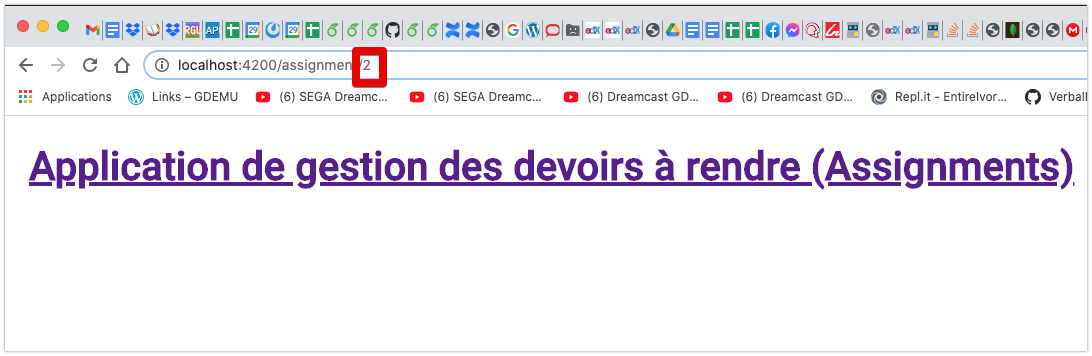 localhost:4200/assignment/2
Applications Links – GDEMU (6) SEGA Dreamc... (6) SEGA Dreamc... (6) Dreamcast GD... (6) Dreamcast GD... Repl.it - EntireIvor... Verball
Application de gestion des devoirs à rendre (Assignments)